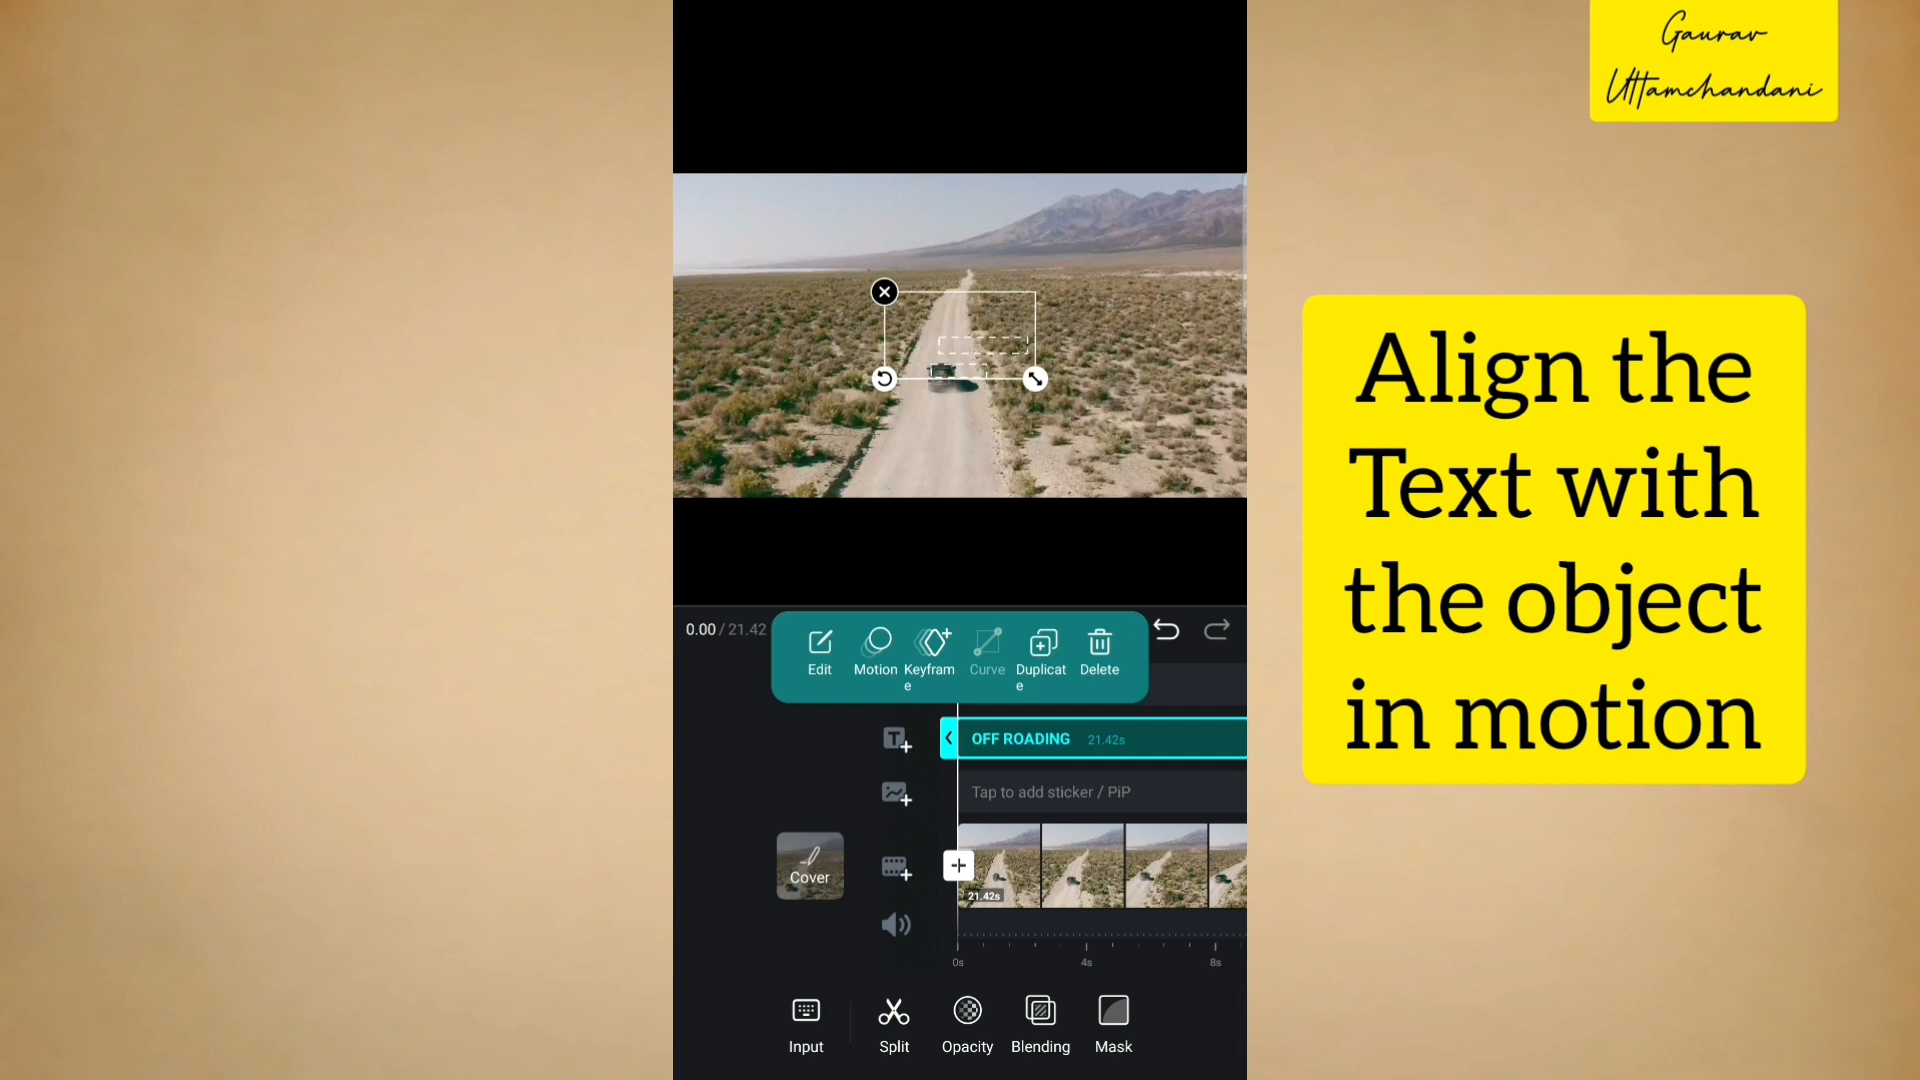 Gaurav
Uttamchandani
Align the
Text with
the object
in motion
0.00 / 21.42
Edit
Motion
Keyfram
e
Curve
Duplicat
e
Delete
OFF ROADING 21.42s
Tap to add sticker / PiP
Cover
21.42s
0s 4s 8s
Input
Split
Opacity
Blending
Mask